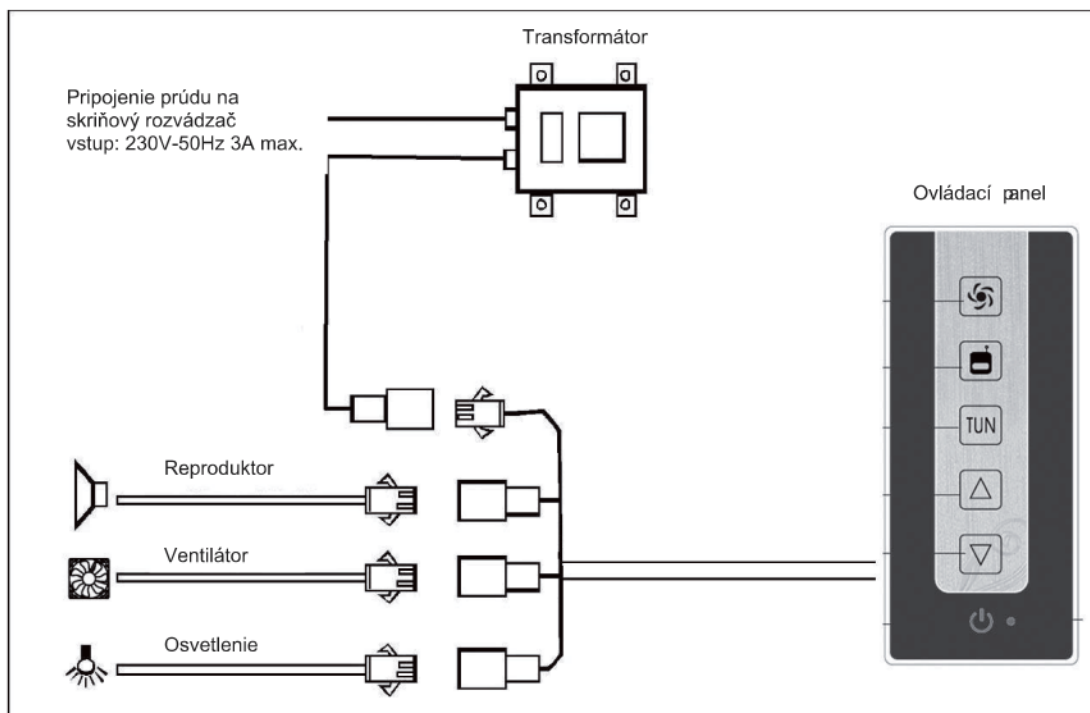 Transformátor
Pripojenie prúdu na
skriňový rozvádzač
vstup: 230V-50Hz 3A max.
Ovládací panel
TUN
Reproduktor
Ventilátor
Osvetlenie